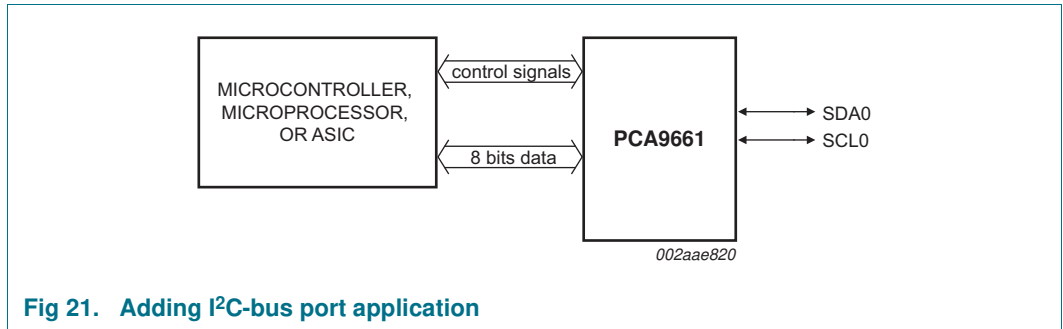 MICROCONTROLLER,
MICROPROCESSOR,
OR ASIC
control signals
8 bits data
PCA9661
SDA0
SCL0
002aae820
Fig 21. Adding I²C-bus port application